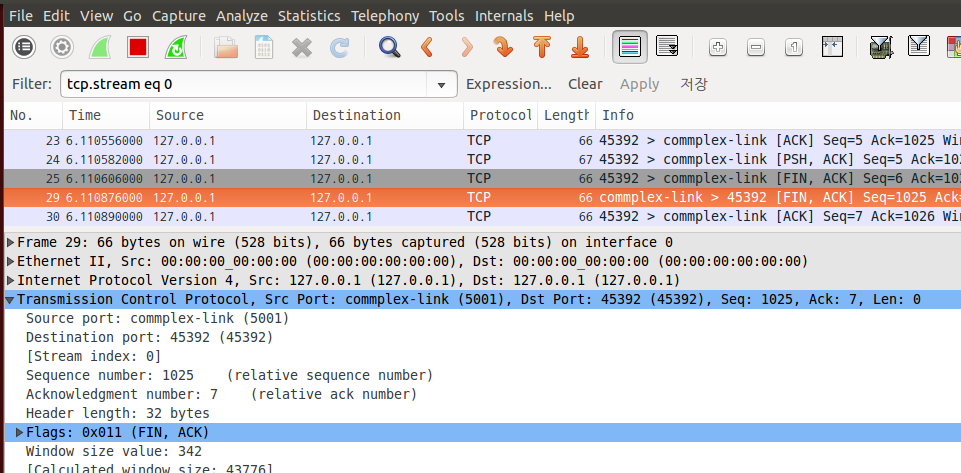 File Edit View Go Capture Analyze Statistics Telephony Tools Internals Help
Filter: tcp.stream eq 0 Expression... Clear Apply 저장
No. Time Source Destination Protocol Length Info
23 6.110556000 127.0.0.1 127.0.0.1 TCP 66 45392 > commplex-link [ACK] Seq=5 Ack=1025 Win
24 6.110582000 127.0.0.1 127.0.0.1 TCP 67 45392 > commplex-link [PSH, ACK] Seq=5 Ack=102
25 6.110606000 127.0.0.1 127.0.0.1 TCP 66 45392 > commplex-link [FIN, ACK] Seq=6 Ack=102
29 6.110876000 127.0.0.1 127.0.0.1 TCP 66 commplex-link > 45392 [FIN, ACK] Seq=1025 Ack=
30 6.110890000 127.0.0.1 127.0.0.1 TCP 66 45392 > commplex-link [ACK] Seq=7 Ack=1026 Win
Frame 29: 66 bytes on wire (528 bits), 66 bytes captured (528 bits) on interface 0
Ethernet II, Src: 00:00:00_00:00:00 (00:00:00:00:00:00), Dst: 00:00:00_00:00:00 (00:00:00:00:00:00)
Internet Protocol Version 4, Src: 127.0.0.1 (127.0.0.1), Dst: 127.0.0.1 (127.0.0.1)
Transmission Control Protocol, Src Port: commplex-link (5001), Dst Port: 45392 (45392), Seq: 1025, Ack: 7, Len: 0
Source port: commplex-link (5001)
Destination port: 45392 (45392)
[Stream index: 0]
Sequence number: 1025 (relative sequence number)
Acknowledgment number: 7 (relative ack number)
Header length: 32 bytes
Flags: 0x011 (FIN, ACK)
Window size value: 342
[Calculated window size: 43776]